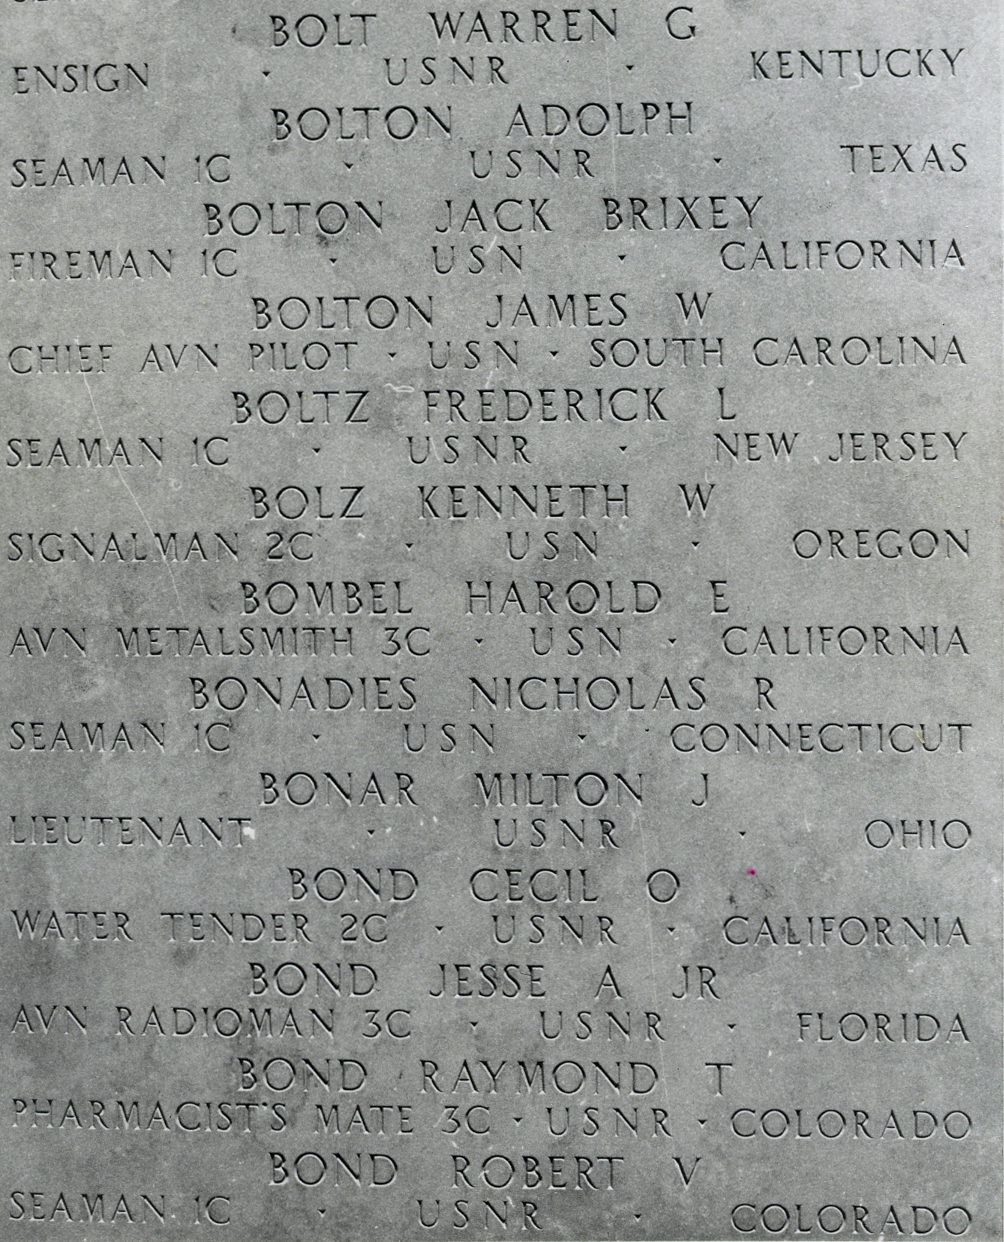 BOLT WARREN G
ENSIGN · USNR · KENTUCKY
BOLTON ADOLPH
SEAMAN 1C · USNR · TEXAS
BOLTON JACK BRIXEY
FIREMAN 1C · USN · CALIFORNIA
BOLTON JAMES W
CHIEF AVN PILOT · USN · SOUTH CAROLINA
BOLTZ FREDERICK L
SEAMAN 1C · USNR · NEW JERSEY
BOLZ KENNETH W
SIGNALMAN 2C · USN · OREGON
BOMBEL HAROLD E
AVN METALSMITH 3C · USN · CALIFORNIA
BONADIES NICHOLAS R
SEAMAN 1C · USN · CONNECTICUT
BONAR MILTON J
LIEUTENANT · USNR · OHIO
BOND CECIL O
WATER TENDER 2C · USNR · CALIFORNIA
BOND JESSE A JR
AVN RADIOMAN 3C · USNR · FLORIDA
BOND RAYMOND T
PHARMACIST'S MATE 3C · USNR · COLORADO
BOND ROBERT V
SEAMAN 1C · USNR · COLORADO